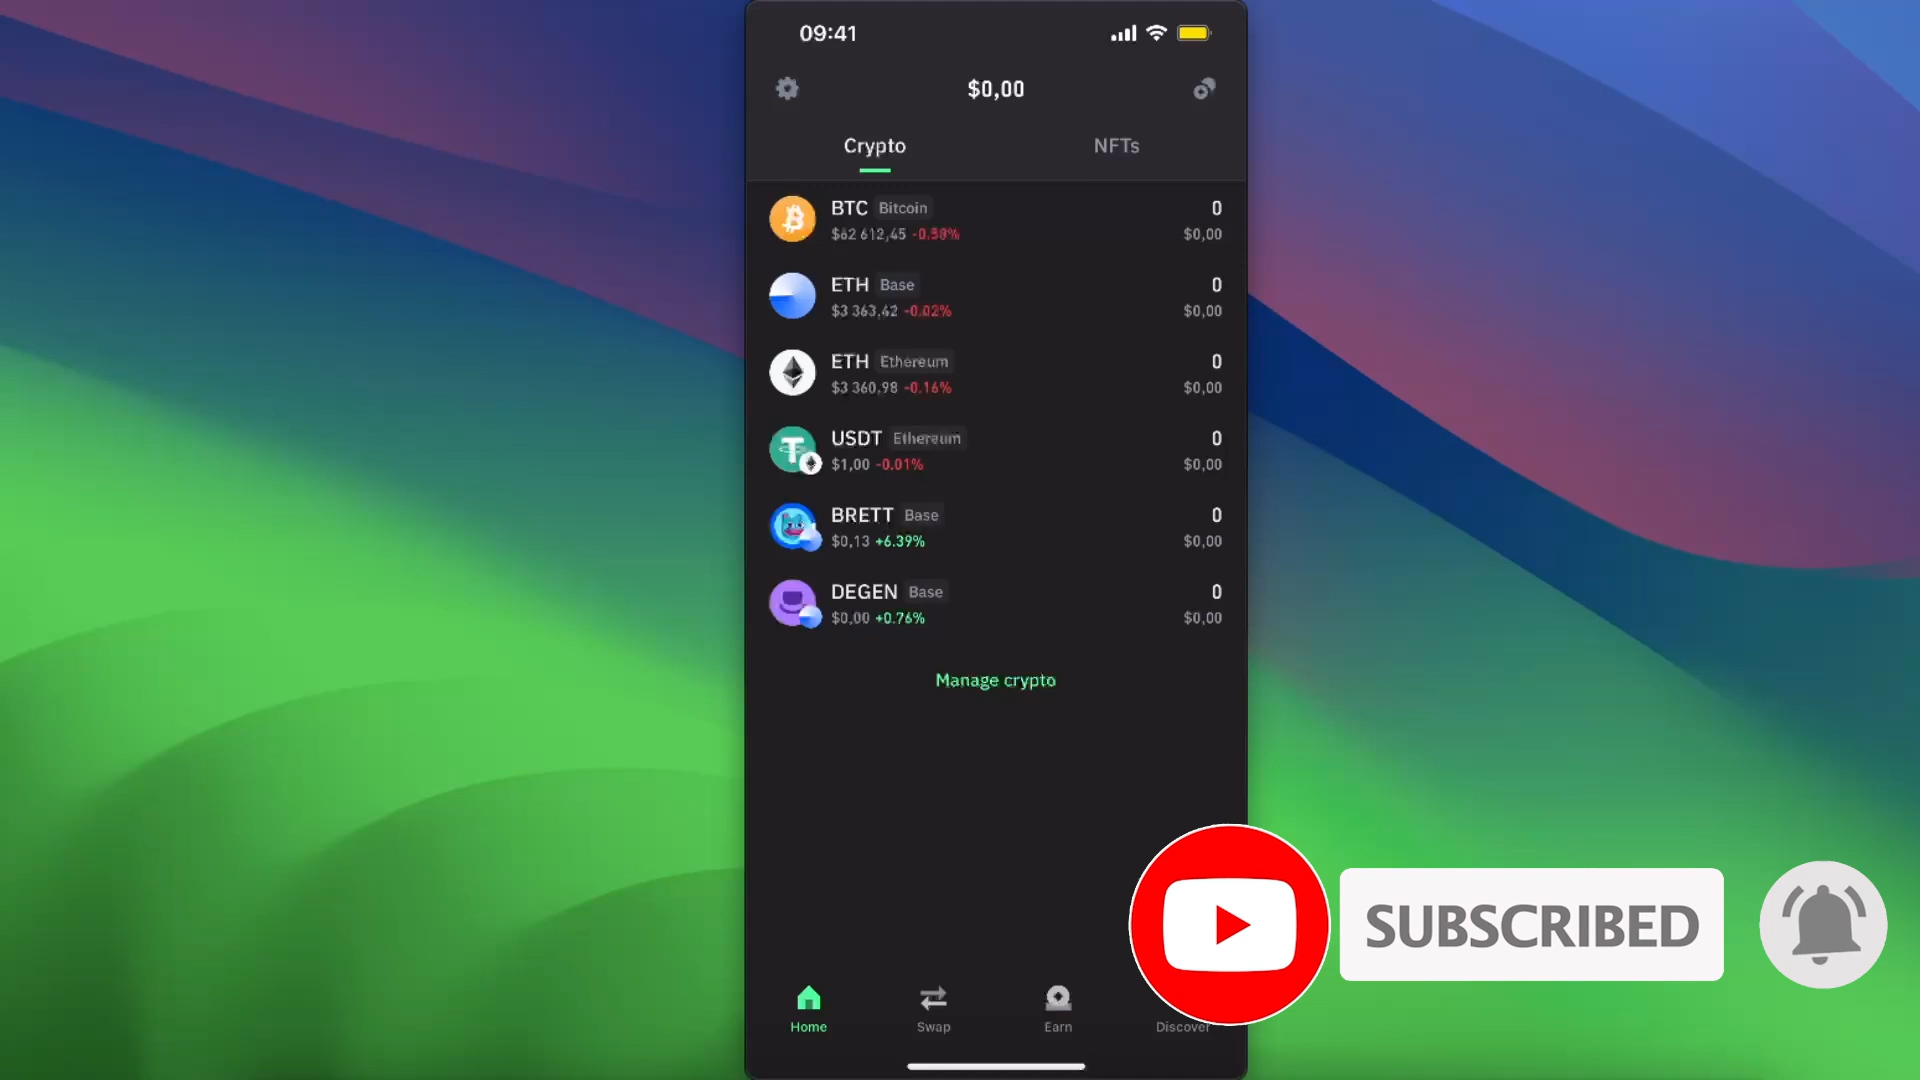 09:41
$0,00
Crypto
NFTs
BTC Bitcoin
0
$62 612,45 -0.58%
$0,00
ETH Base
0
$3 363,42 -0.02%
$0,00
ETH Ethereum
0
$3 360,98 -0.16%
$0,00
USDT Ethereum
0
$1,00 -0.01%
$0,00
BRETT Base
0
$0,13 +6.39%
$0,00
DEGEN Base
0
$0,00 +0.76%
$0,00
Manage crypto
SUBSCRIBED
Home
Swap
Earn
Discover